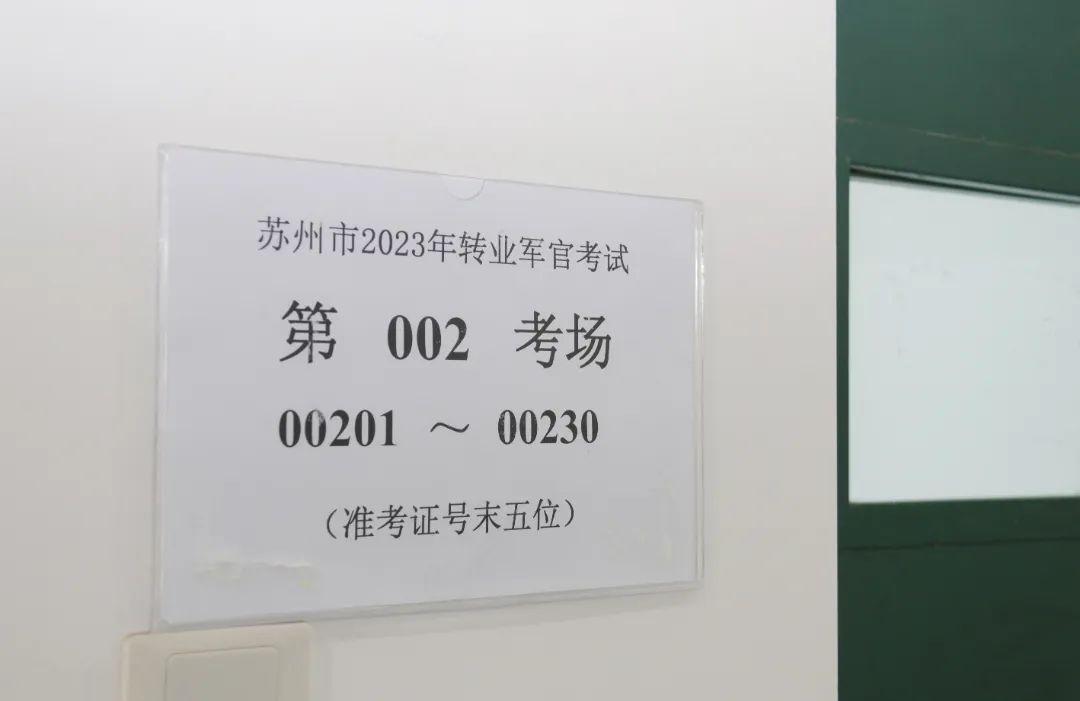 苏州市2023年转业军官考试
第 002 考场
00201 ～ 00230
（准考证号末五位）